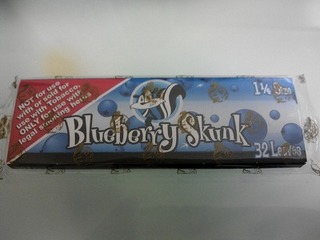 NOT for use
with or sold for
use with Tobacco.
ONLY for use with
legal smoking herbs
1¼ Size
Blueberry Skunk
32 Leaves